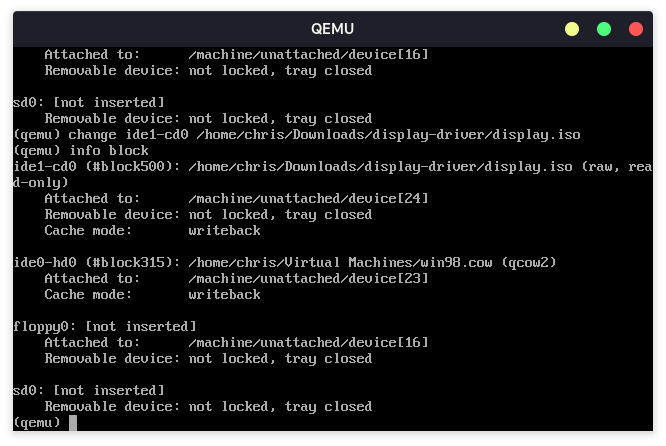 QEMU
    Attached to:      /machine/unattached/device[16]
    Removable device: not locked, tray closed
sd0: [not inserted]
    Removable device: not locked, tray closed
(qemu) change ide1-cd0 /home/chris/Downloads/display-driver/display.iso
(qemu) info block
ide1-cd0 (#block500): /home/chris/Downloads/display-driver/display.iso (raw, rea
d-only)
    Attached to:      /machine/unattached/device[24]
    Removable device: not locked, tray closed
    Cache mode:       writeback
ide0-hd0 (#block315): /home/chris/Virtual Machines/win98.cow (qcow2)
    Attached to:      /machine/unattached/device[23]
    Cache mode:       writeback
floppy0: [not inserted]
    Attached to:      /machine/unattached/device[16]
    Removable device: not locked, tray closed
sd0: [not inserted]
    Removable device: not locked, tray closed
(qemu)